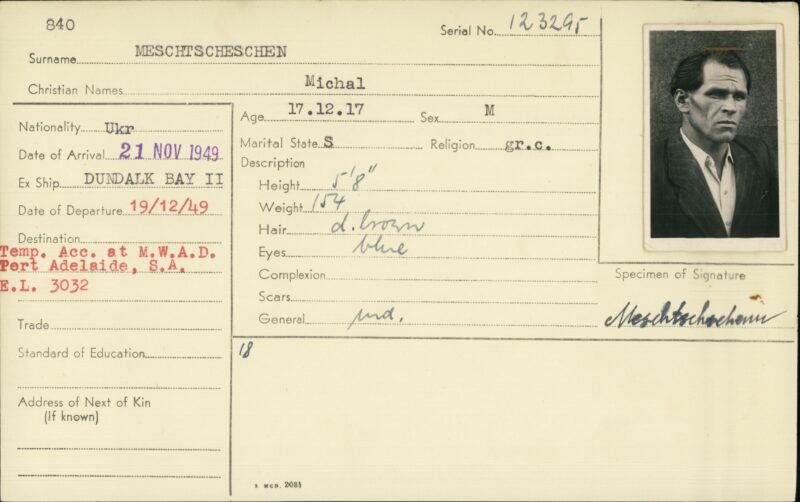 840
Serial No. 123295
Surname MESCHTSCHESCHEN
Christian Names Michal
Nationality Ukr
Date of Arrival 21 NOV 1949
Ex Ship DUNDALK BAY II
Date of Departure 19/12/49
Destination
Temp. Acc. at M.W.A.D.
Port Adelaide, S.A.
E.L. 3032
Trade
Standard of Education
Address of Next of Kin
(if known)
Age 17.12.17 Sex M
Marital State S Religion gr.c.
Description
Height 5'8"
Weight 154
Hair d. brown
Eyes blue
Complexion
Scars
General
18
Specimen of Signature